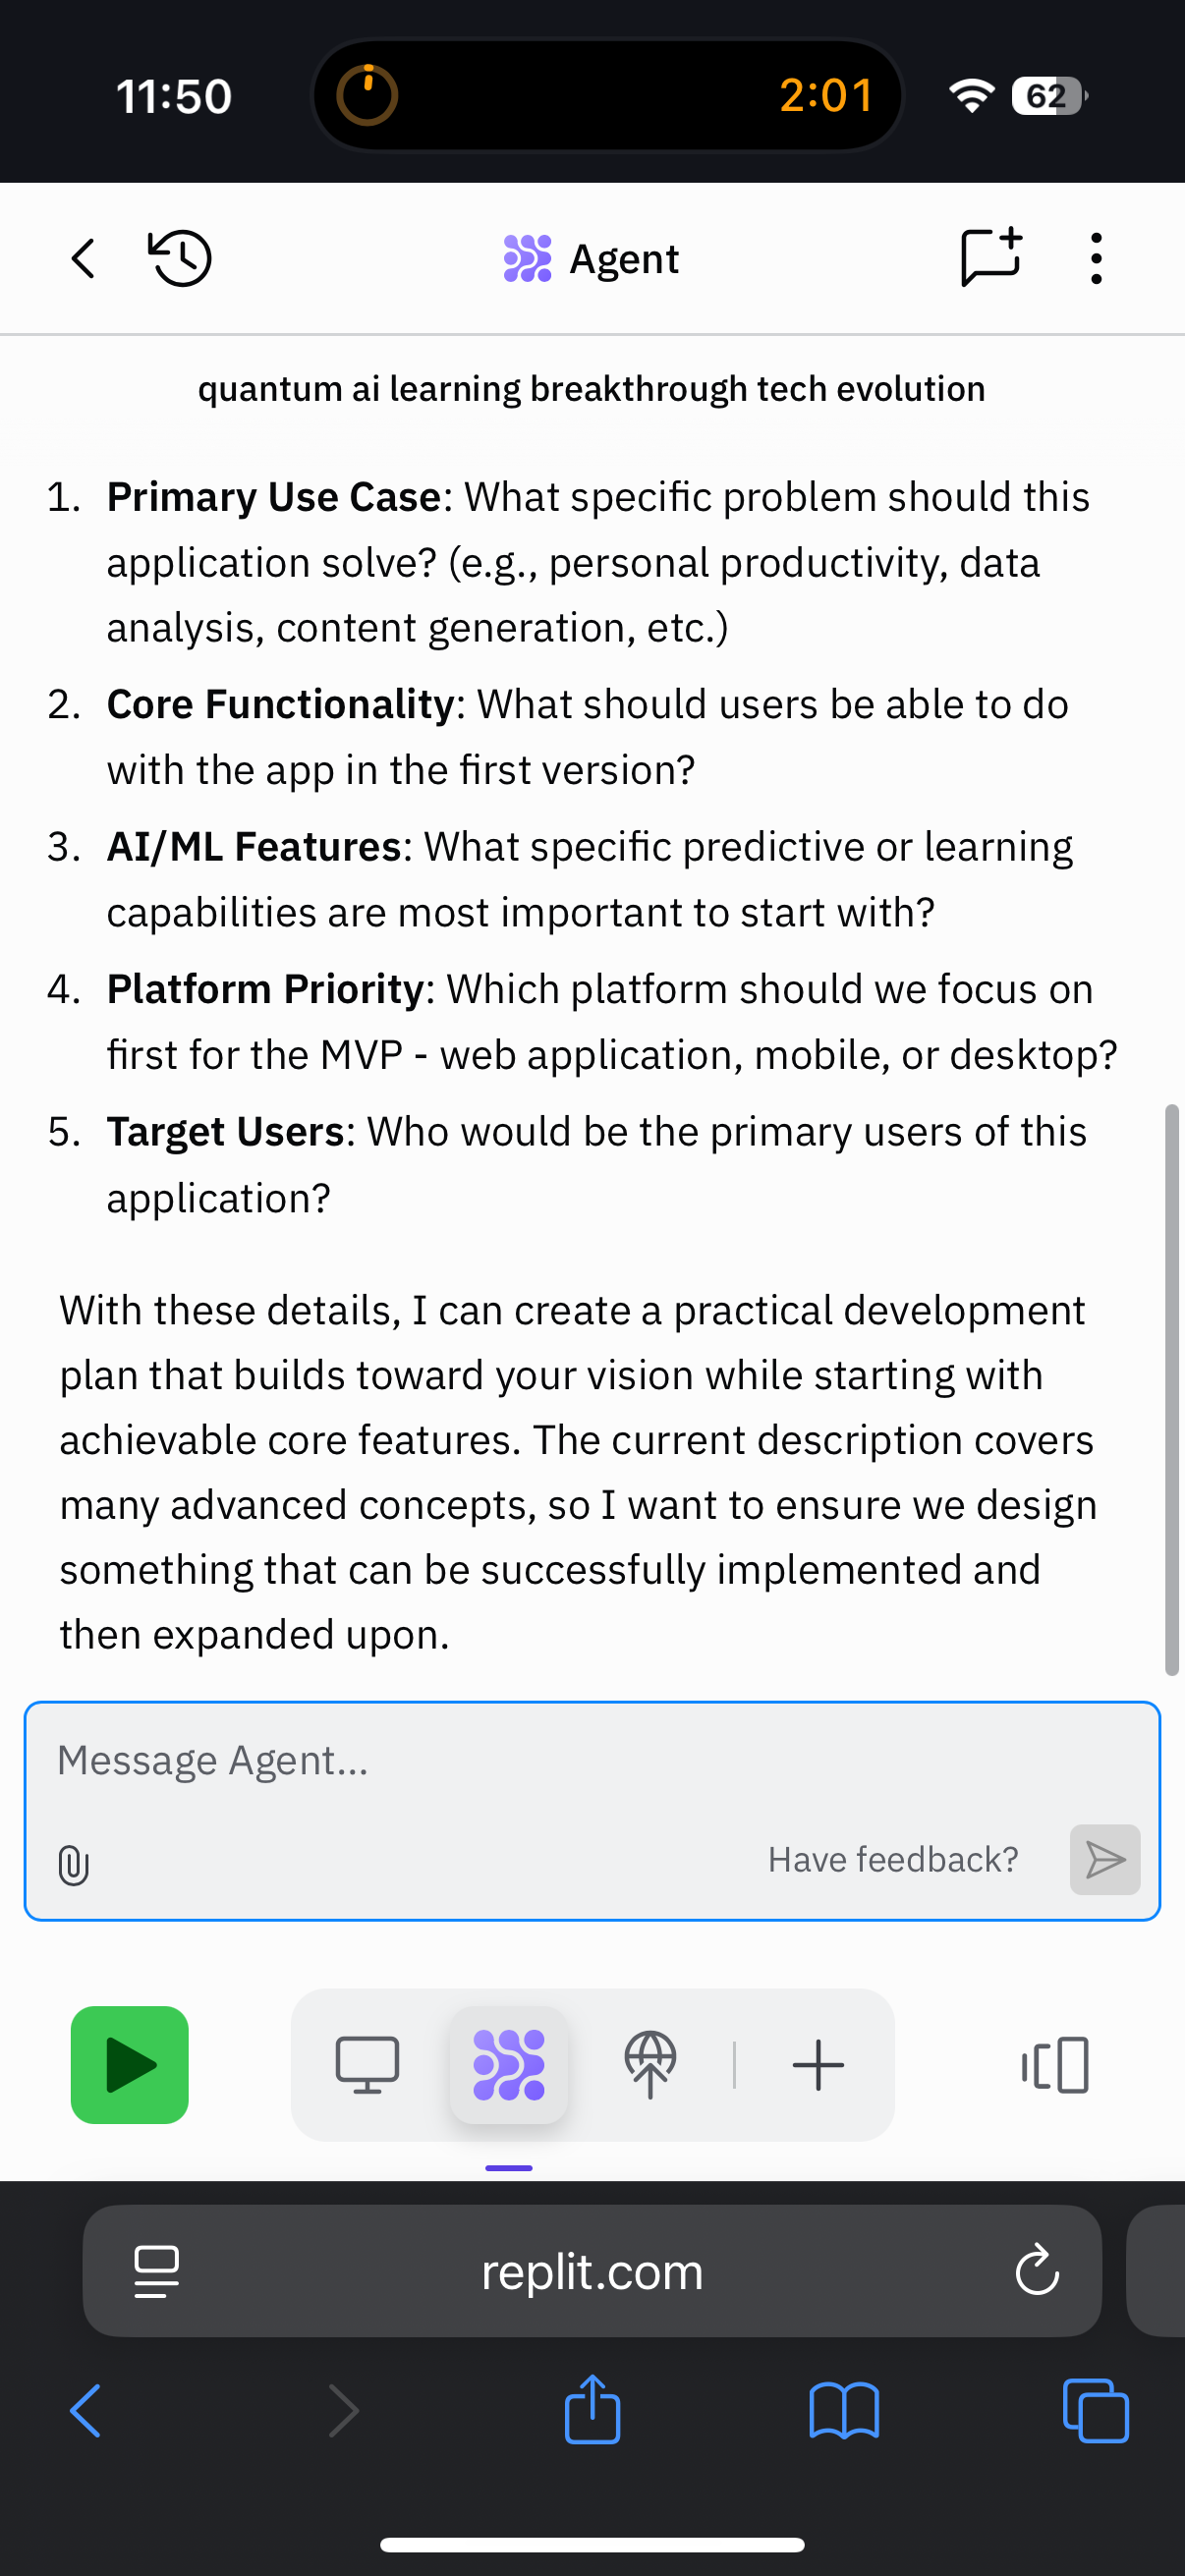 11:50
2:01
62
Agent
quantum ai learning breakthrough tech evolution
1. Primary Use Case: What specific problem should this
application solve? (e.g., personal productivity, data
analysis, content generation, etc.)
2. Core Functionality: What should users be able to do
with the app in the first version?
3. AI/ML Features: What specific predictive or learning
capabilities are most important to start with?
4. Platform Priority: Which platform should we focus on
first for the MVP - web application, mobile, or desktop?
5. Target Users: Who would be the primary users of this
application?
With these details, I can create a practical development
plan that builds toward your vision while starting with
achievable core features. The current description covers
many advanced concepts, so I want to ensure we design
something that can be successfully implemented and
then expanded upon.
Message Agent...
Have feedback?
replit.com